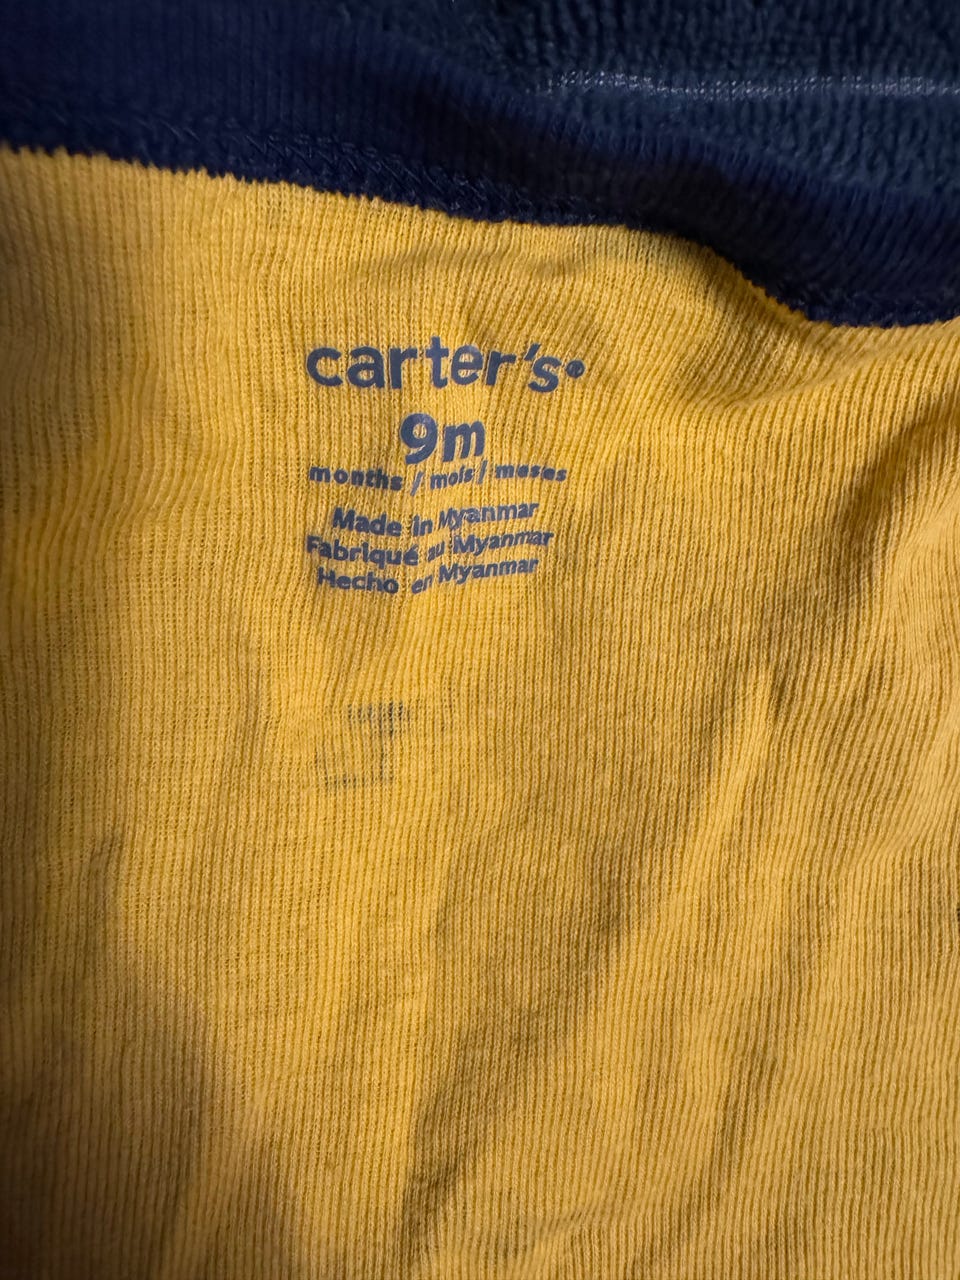 carter's®
9m
months / mois / meses
Made in Myanmar
Fabriqué au Myanmar
Hecho en Myanmar